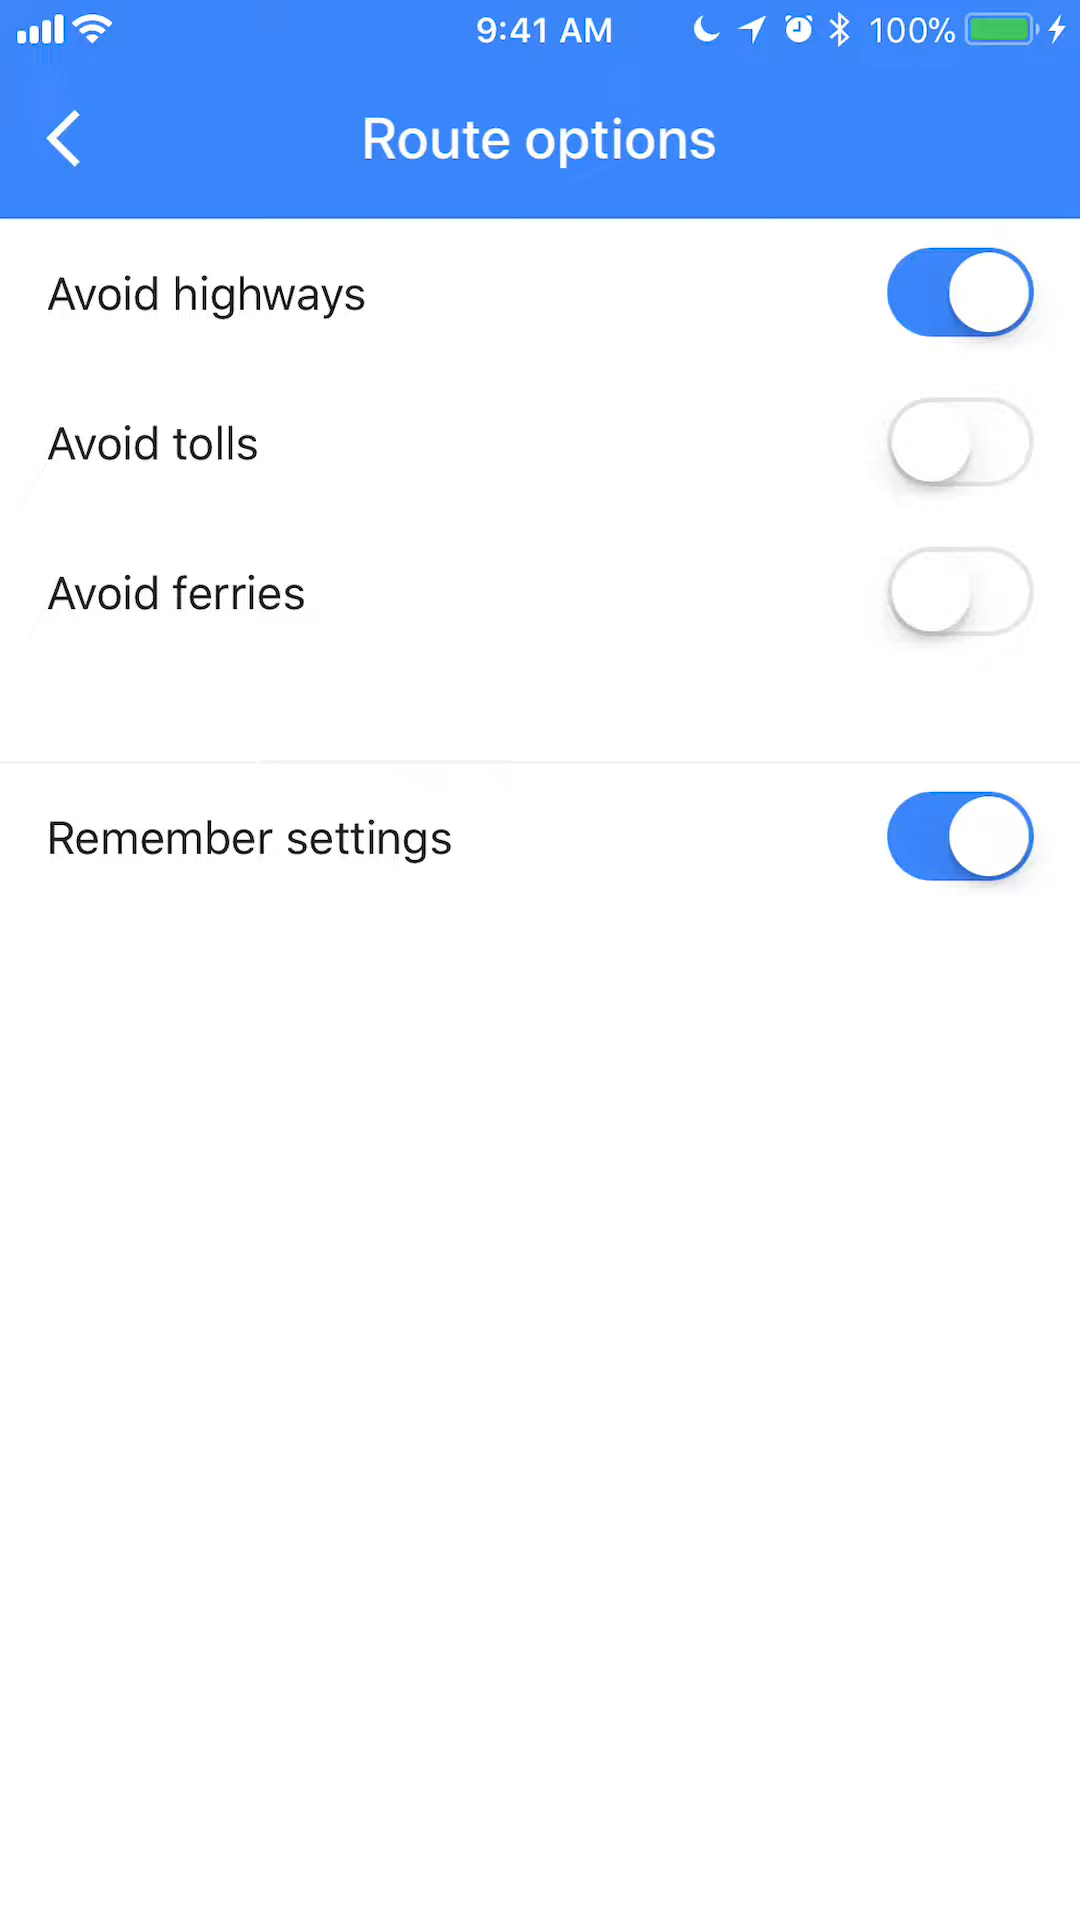 9:41 AM 100%
Route options
Avoid highways
Avoid tolls
Avoid ferries
Remember settings